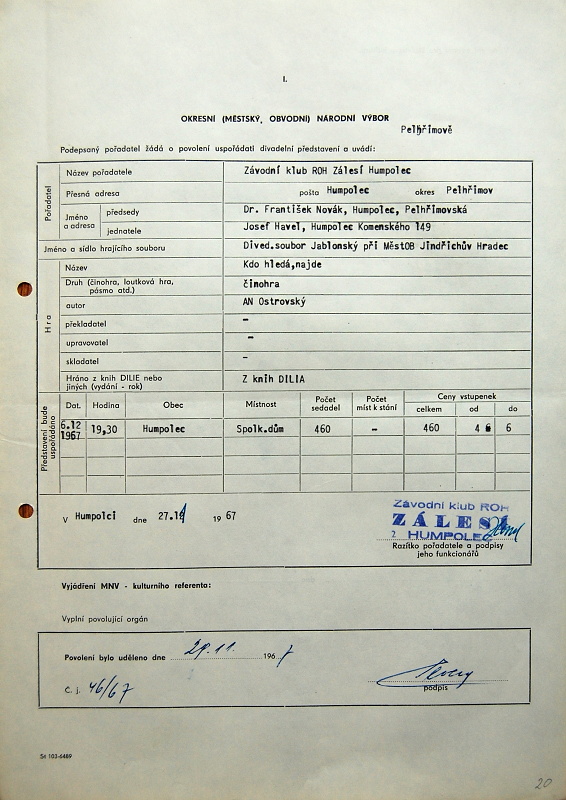 I.
OKRESNÍ (MĚSTSKÝ, OBVODNÍ) NÁRODNÍ VÝBOR
Pelhřimově
Podepsaný pořadatel žádá o povolení uspořádati divadelní představení a uvádí:
Pořadatel
Název pořadatele Závodní klub ROH Zálesí Humpolec
Přesná adresa pošta Humpolec okres Pelhřimov
Jméno a adresa předsedy Dr. František Novák, Humpolec, Pelhřimovská
jednatele Josef Havel, Humpolec Komenského 149
Jméno a sídlo hrajícího souboru Dived.soubor Jablonský při MěstOB Jindřichův Hradec
Hra
Název Kdo hledá,najde
Druh (činohra, loutková hra, pásmo atd.) činohra
autor AN Ostrovský
překladatel –
upravovatel –
skladatel –
Hráno z knih DILIE nebo jiných (vydání - rok) Z knih DILIA
Představení bude uspořádáno
Dat. Hodina Obec Místnost Počet sedadel Počet míst k stání Ceny vstupenek
celkem od do
6.12 1967 19,30 Humpolec Spolk.dům 460 – 460 4 6
V Humpolci dne 27.11 1967
Závodní klub ROH
ZÁLESÍ
2 HUMPOLEC
Razítko pořadatele a podpisy
jeho funkcionářů
Vyjádření MNV - kulturního referenta:
Vyplní povolující orgán
Povolení bylo uděleno dne 29.11. 1967
Č. j. 46/67
podpis
St 103-6489
20